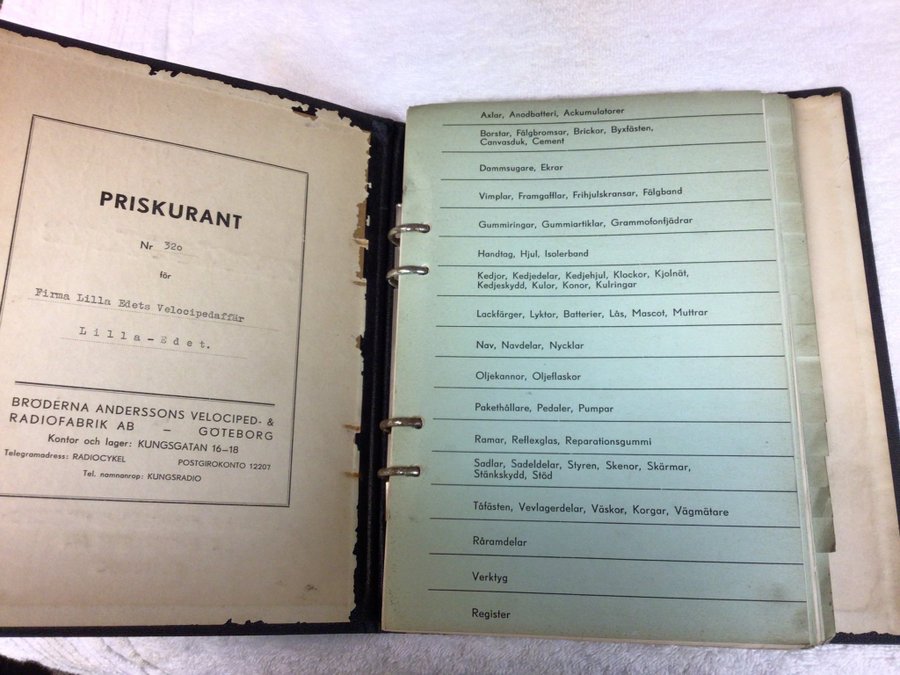 PRISKURANT
Nr 320
för
Firma Lilla Edets Velocipedaffär
Lilla-Edet.
BRÖDERNA ANDERSSONS VELOCIPED- &
RADIOFABRIK AB — GÖTEBORG
Kontor och lager: KUNGSGATAN 16-18
Telegramadress: RADIOCYKEL POSTGIROKONTO 12207
Tel. namnanrop: KUNGSRADIO
Axlar, Anodbatteri, Ackumulatorer
Borstar, Fälgbromsar, Brickor, Byxfästen,
Canvasduk, Cement
Dammsugare, Ekrar
Vimplar, Framgafflar, Frihjulskransar, Fälgband
Gummiringar, Gummiartiklar, Grammofonfjädrar
Handtag, Hjul, Isolerband
Kedjor, Kedjedelar, Kedjehjul, Klockor, Kjolnät,
Kedjeskydd, Kulor, Konor, Kulringar
Lackfärger, Lyktor, Batterier, Lås, Mascot, Muttrar
Nav, Navdelar, Nycklar
Oljekannor, Oljeflaskor
Pakethållare, Pedaler, Pumpar
Ramar, Reflexglas, Reparationsgummi
Sadlar, Sadeldelar, Styren, Skenor, Skärmar,
Stänkskydd, Stöd
Tåfästen, Vevlagerdelar, Väskor, Korgar, Vägmätare
Råramdelar
Verktyg
Register